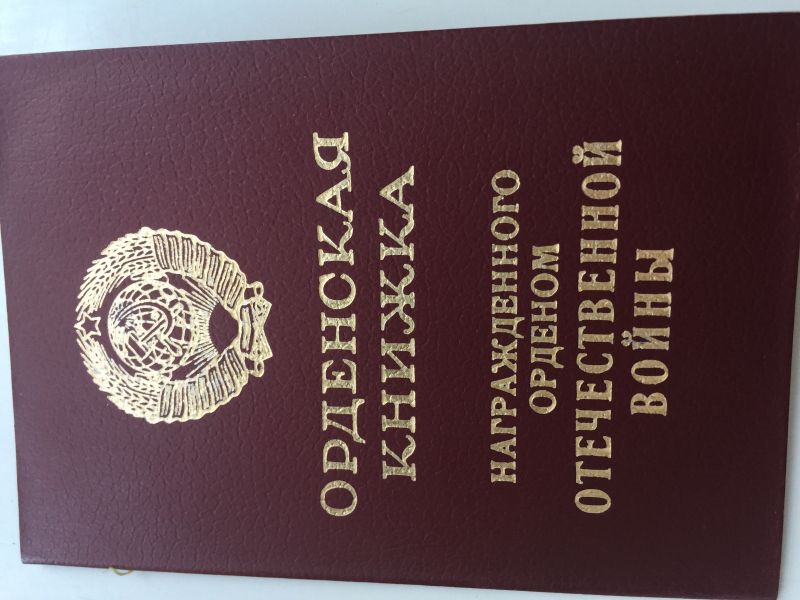 ОРДЕНСКАЯ
КНИЖКА
НАГРАЖДЕННОГО
ОРДЕНОМ
ОТЕЧЕСТВЕННОЙ
ВОЙНЫ